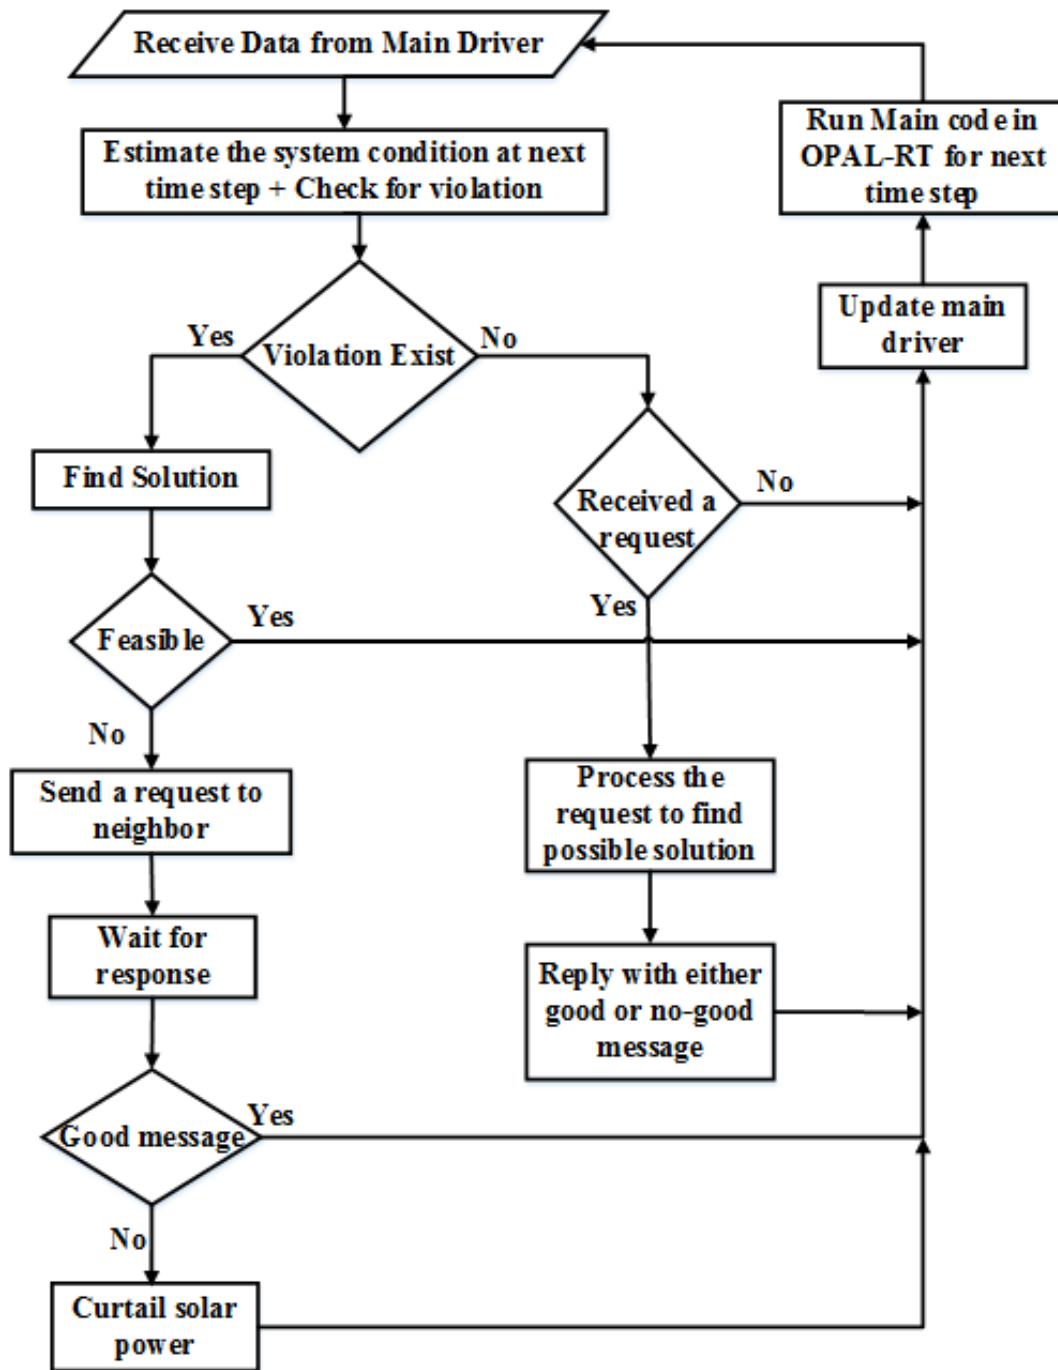 Receive Data from Main Driver
Estimate the system condition at next
time step + Check for violation
Violation Exist
Yes
No
Find Solution
Feasible
Yes
No
Send a request to
neighbor
Wait for
response
Good message
Yes
No
Curtail solar
power
Received a
request
No
Yes
Process the
request to find
possible solution
Reply with either
good or no-good
message
Update main
driver
Run Main code in
OPAL-RT for next
time step